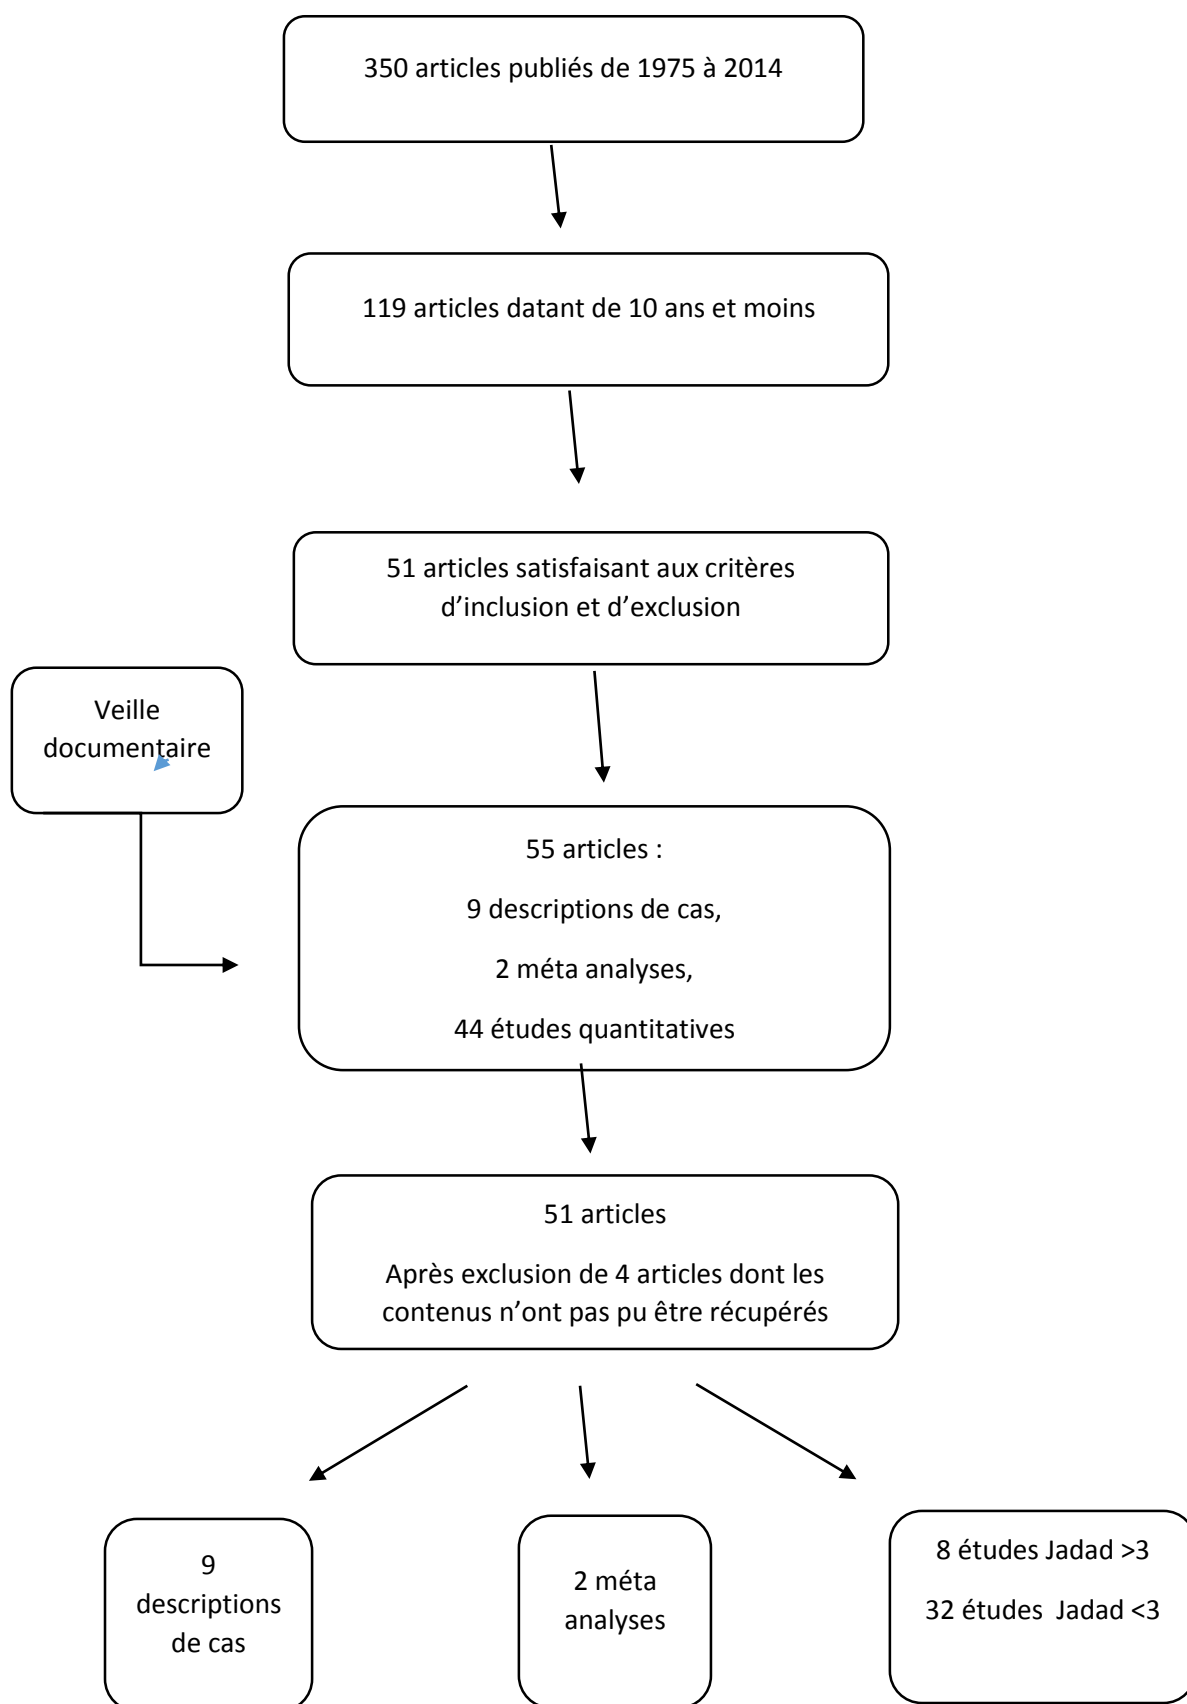 350 articles publiés de 1975 à 2014
119 articles datant de 10 ans et moins
51 articles satisfaisant aux critères
d’inclusion et d’exclusion
Veille
documentaire
55 articles :
9 descriptions de cas,
2 méta analyses,
44 études quantitatives
51 articles
Après exclusion de 4 articles dont les
contenus n’ont pas pu être récupérés
9
descriptions
de cas
2 méta
analyses
8 études Jadad >3
32 études Jadad <3